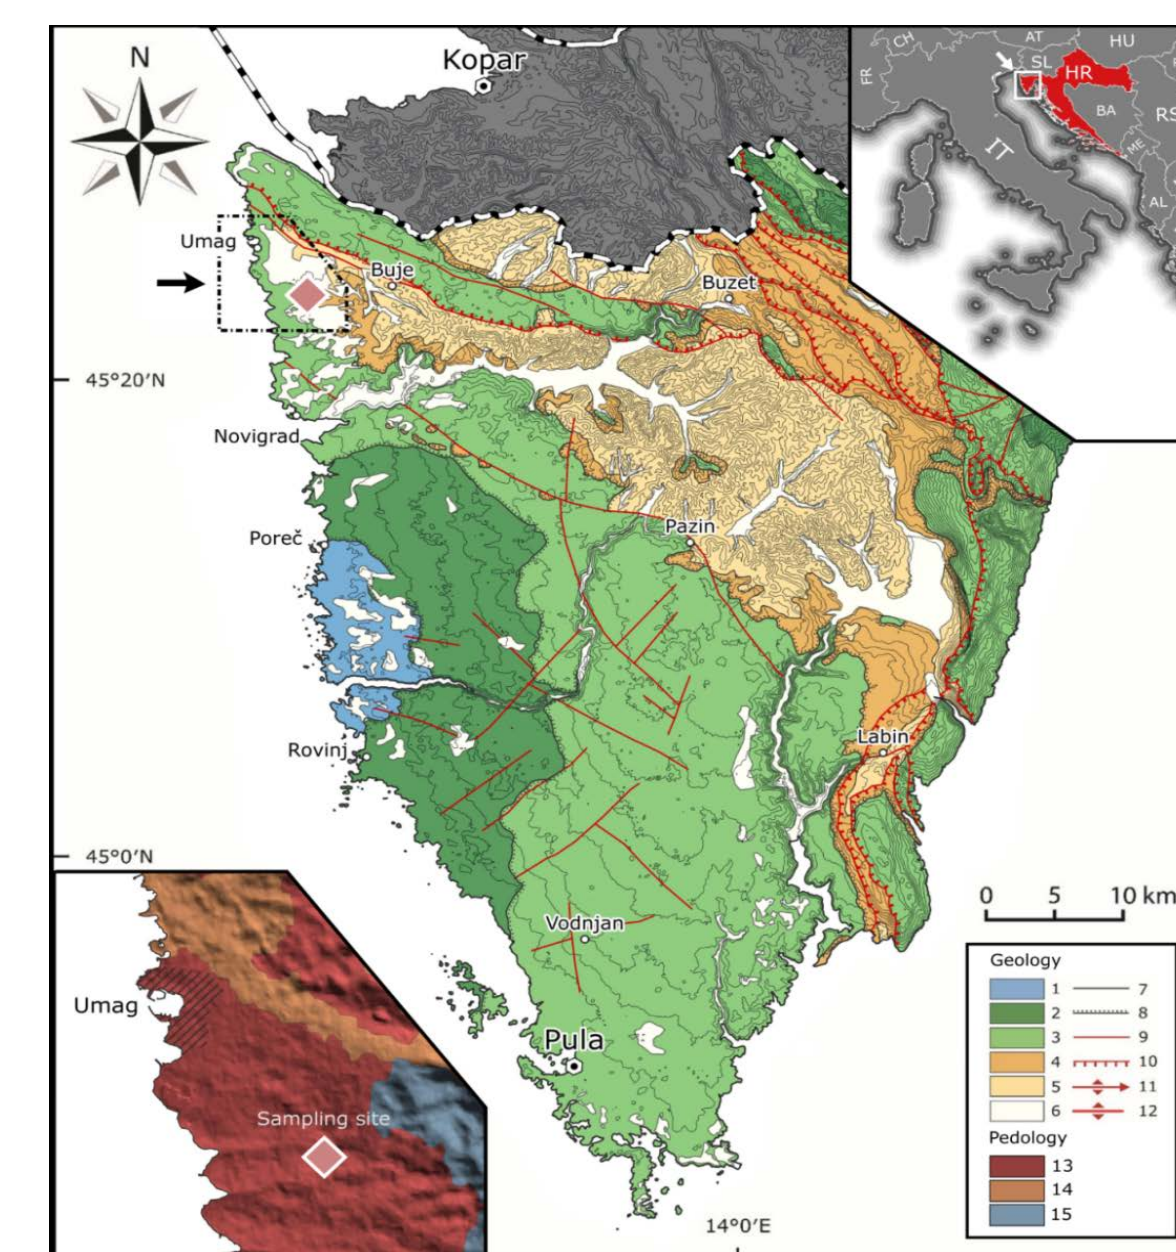 N
Kopar
CH
AT
HU
FR
SL
HR
BA
RS
IT
ME
AL
Umag
Buje
Buzet
45°20′N
Novigrad
Pazin
Poreč
Labin
Rovinj
45°0′N
0 5 10 km
Vodnjan
Umag
Pula
Sampling site
14°0′E
Geology
1 7
2 8
3 9
4 10
5 11
6 12
Pedology
13
14
15